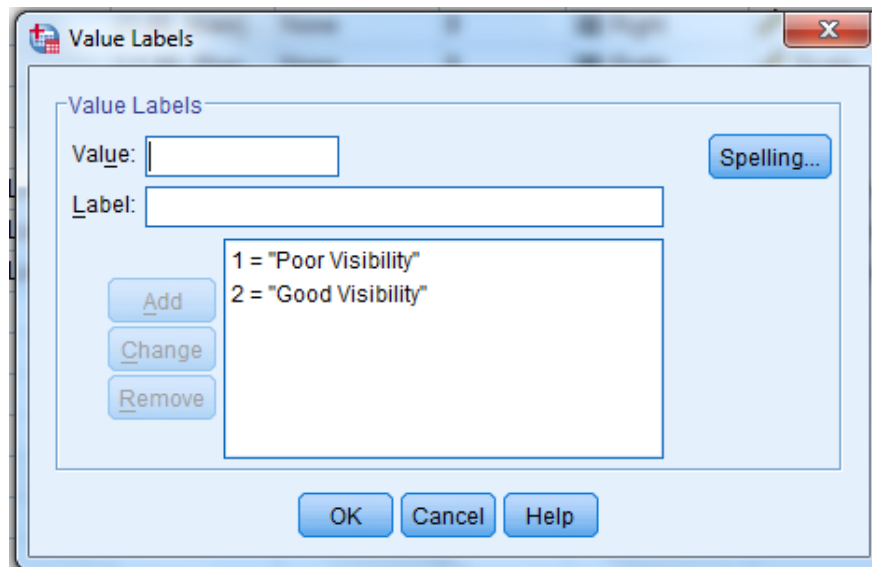 Value Labels
Value Labels
Value:
Spelling...
Label:
1 = "Poor Visibility"
2 = "Good Visibility"
Add
Change
Remove
OK
Cancel
Help